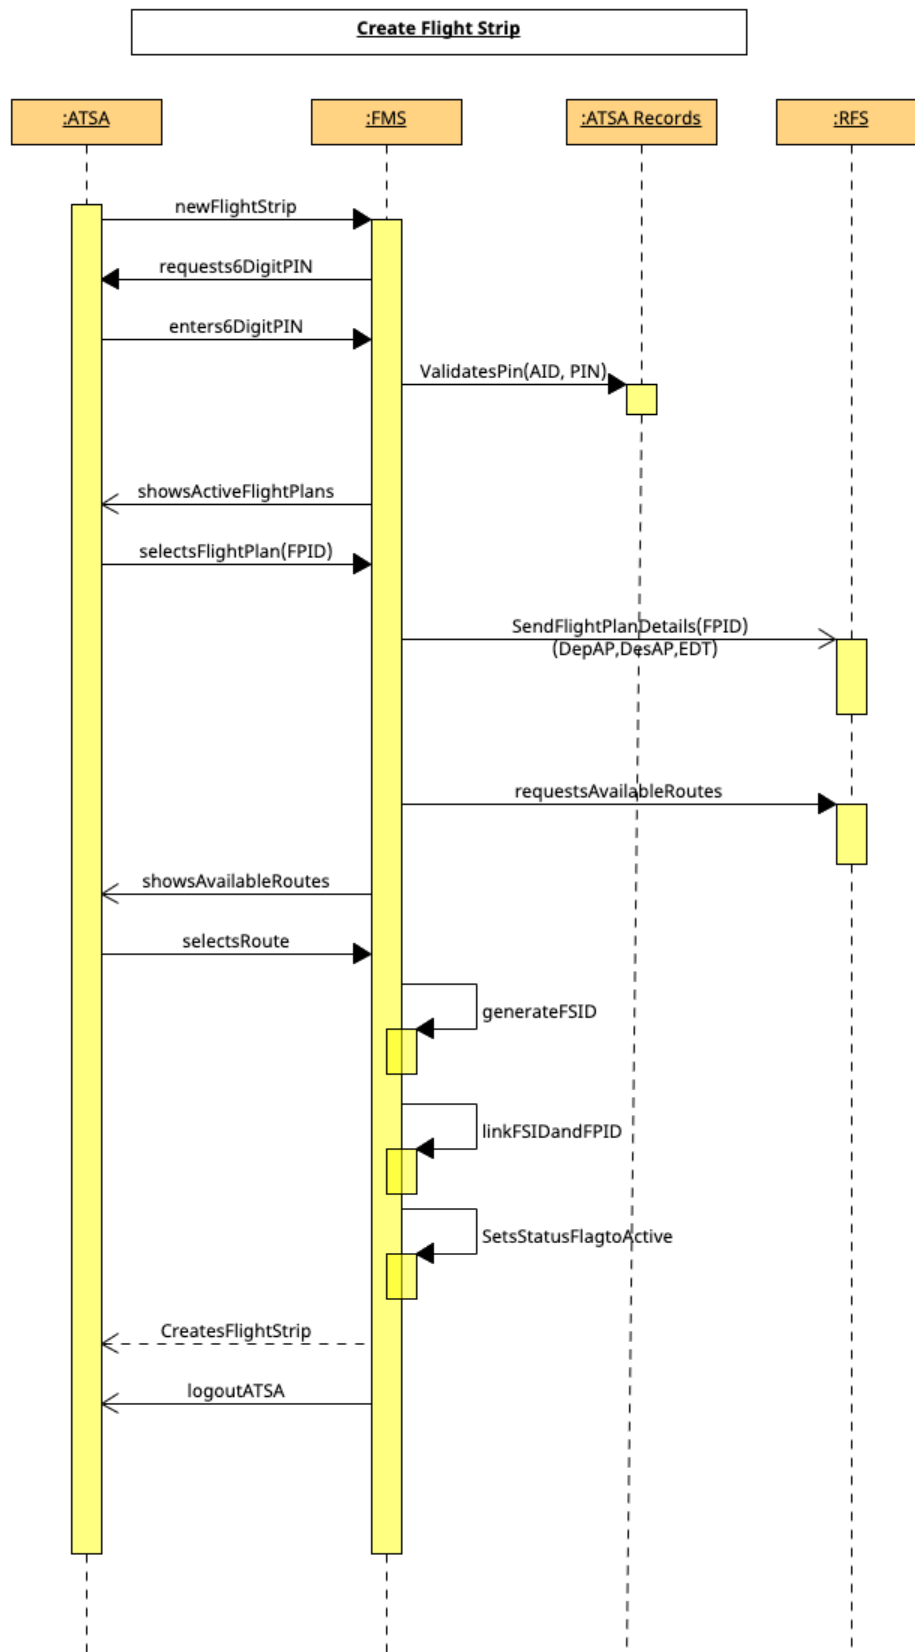 Create Flight Strip
:ATSA
:FMS
:ATSA Records
:RFS
newFlightStrip
requests6DigitPIN
enters6DigitPIN
ValidatesPin(AID, PIN)
showsActiveFlightPlans
selectsFlightPlan(FPID)
SendFlightPlanDetails(FPID)
(DepAP,DesAP,EDT)
requestsAvailableRoutes
showsAvailableRoutes
selectsRoute
generateFSID
linkFSIDandFPID
SetsStatusFlagtoActive
CreatesFlightStrip
logoutATSA